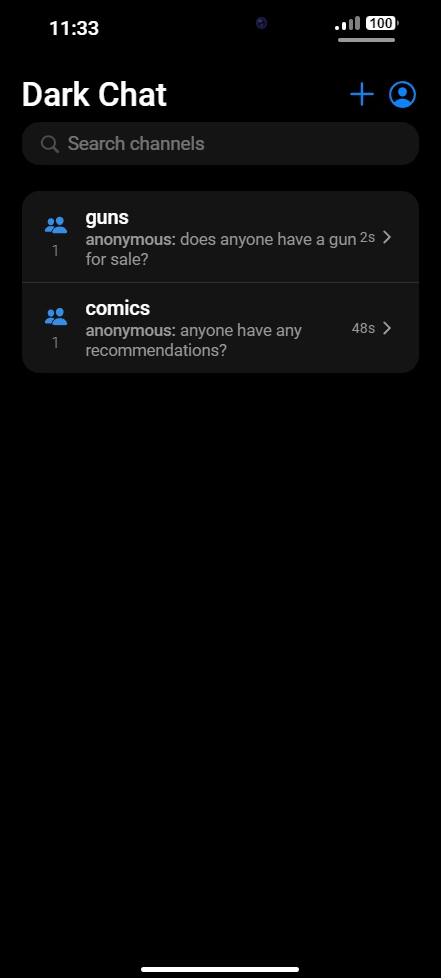 11:33
100
Dark Chat
Search channels
guns
anonymous: does anyone have a gun 2s
for sale?
1
comics
anonymous: anyone have any 48s
recommendations?
1